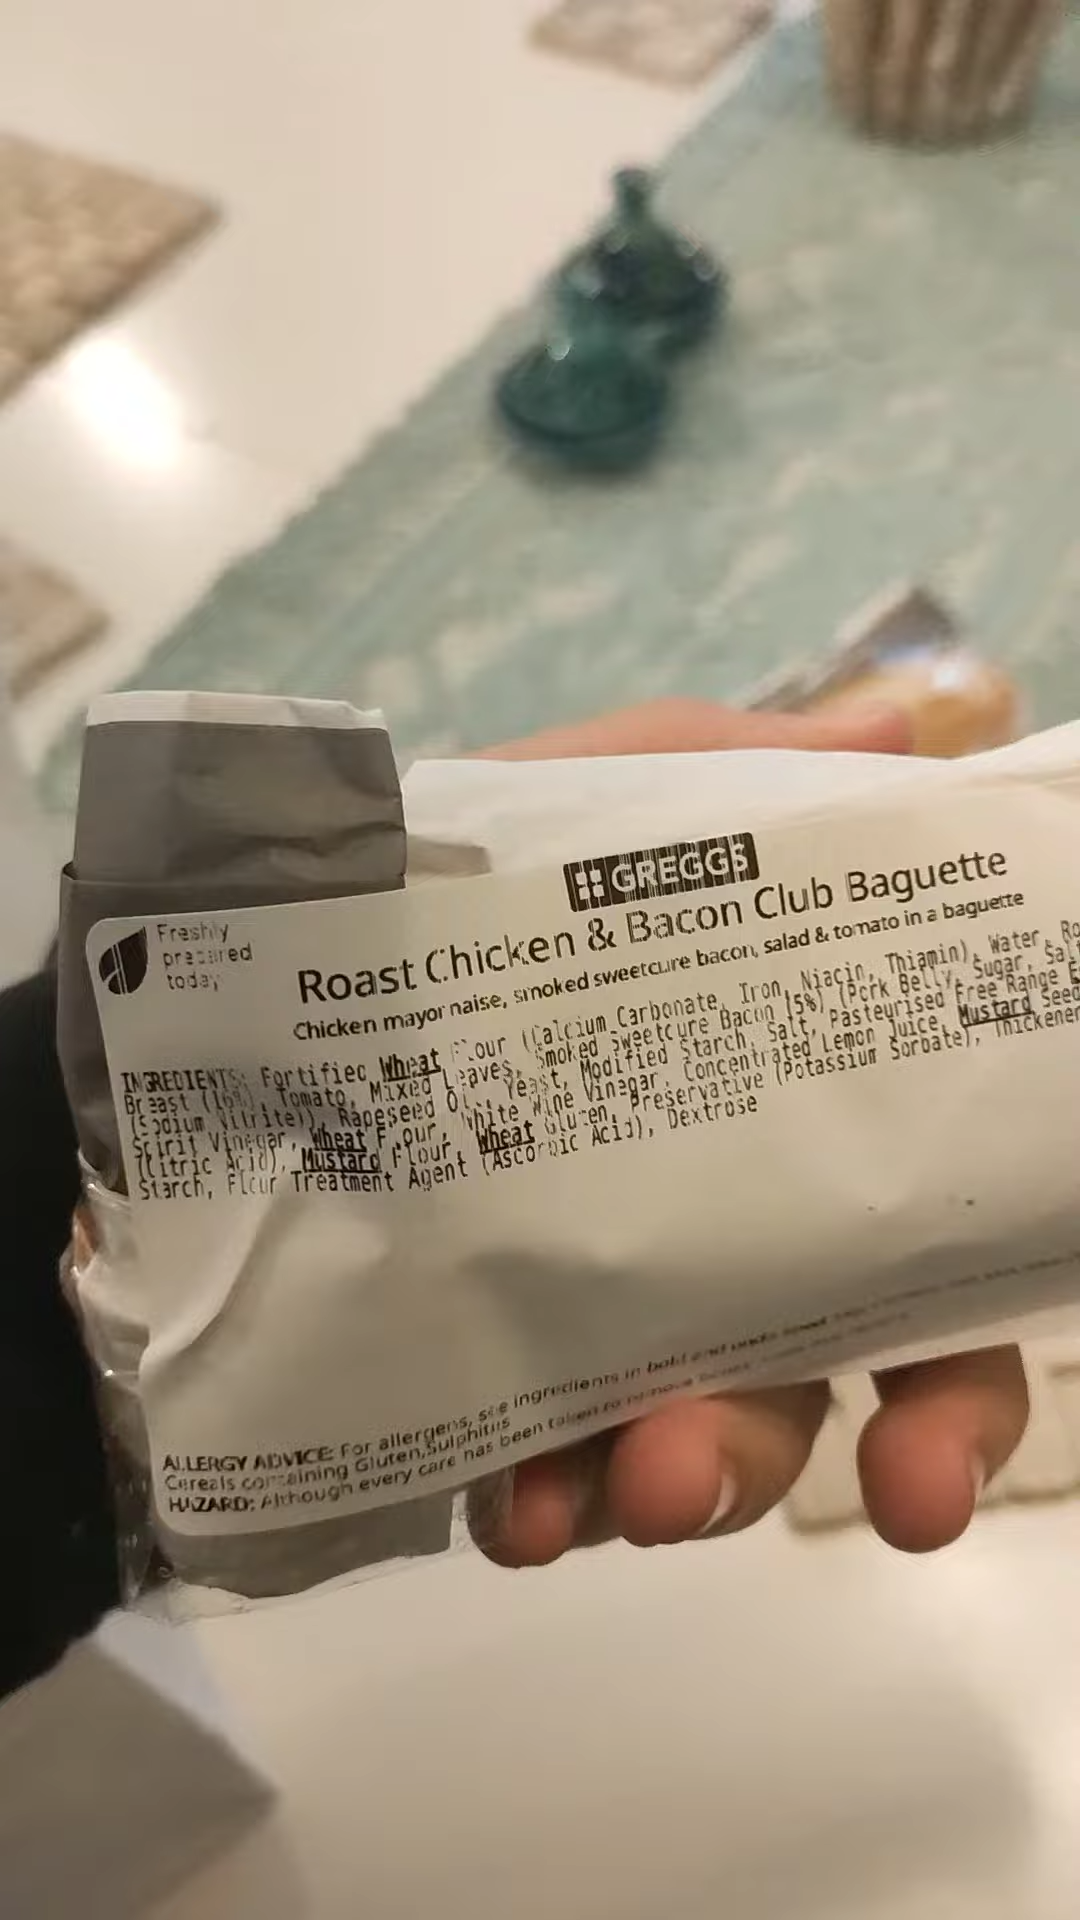 GREGGS
Freshly
prepared
today
Roast Chicken & Bacon Club Baguette
Chicken mayonnaise, smoked sweetcure bacon, salad & tomato in a baguette
INGREDIENTS: Fortified Wheat Flour (Calcium Carbonate, Iron, Niacin, Thiamin), Water, Ro
Breast (16%), Tomato, Mixed Leaves, Smoked Sweetcure Bacon (5%) (Pork Belly, Sugar, Salt
(Sodium Nitrite)), Rapeseed Oil, Yeast, Modified Starch, Salt, Pasteurised Free Range E
Spirit Vinegar, Wheat Flour, White Wine Vinegar, Concentrated Lemon Juice, Mustard Seed
(Citric Acid), Mustard Flour, Wheat Gluten, Preservative (Potassium Sorbate), Thickener
Starch, Flour Treatment Agent (Ascorbic Acid), Dextrose
ALLERGY ADVICE: For allergens, see ingredients in bold and underlined
Cereals containing Gluten,Sulphites
HAZARD: Although every care has been taken to remove bones